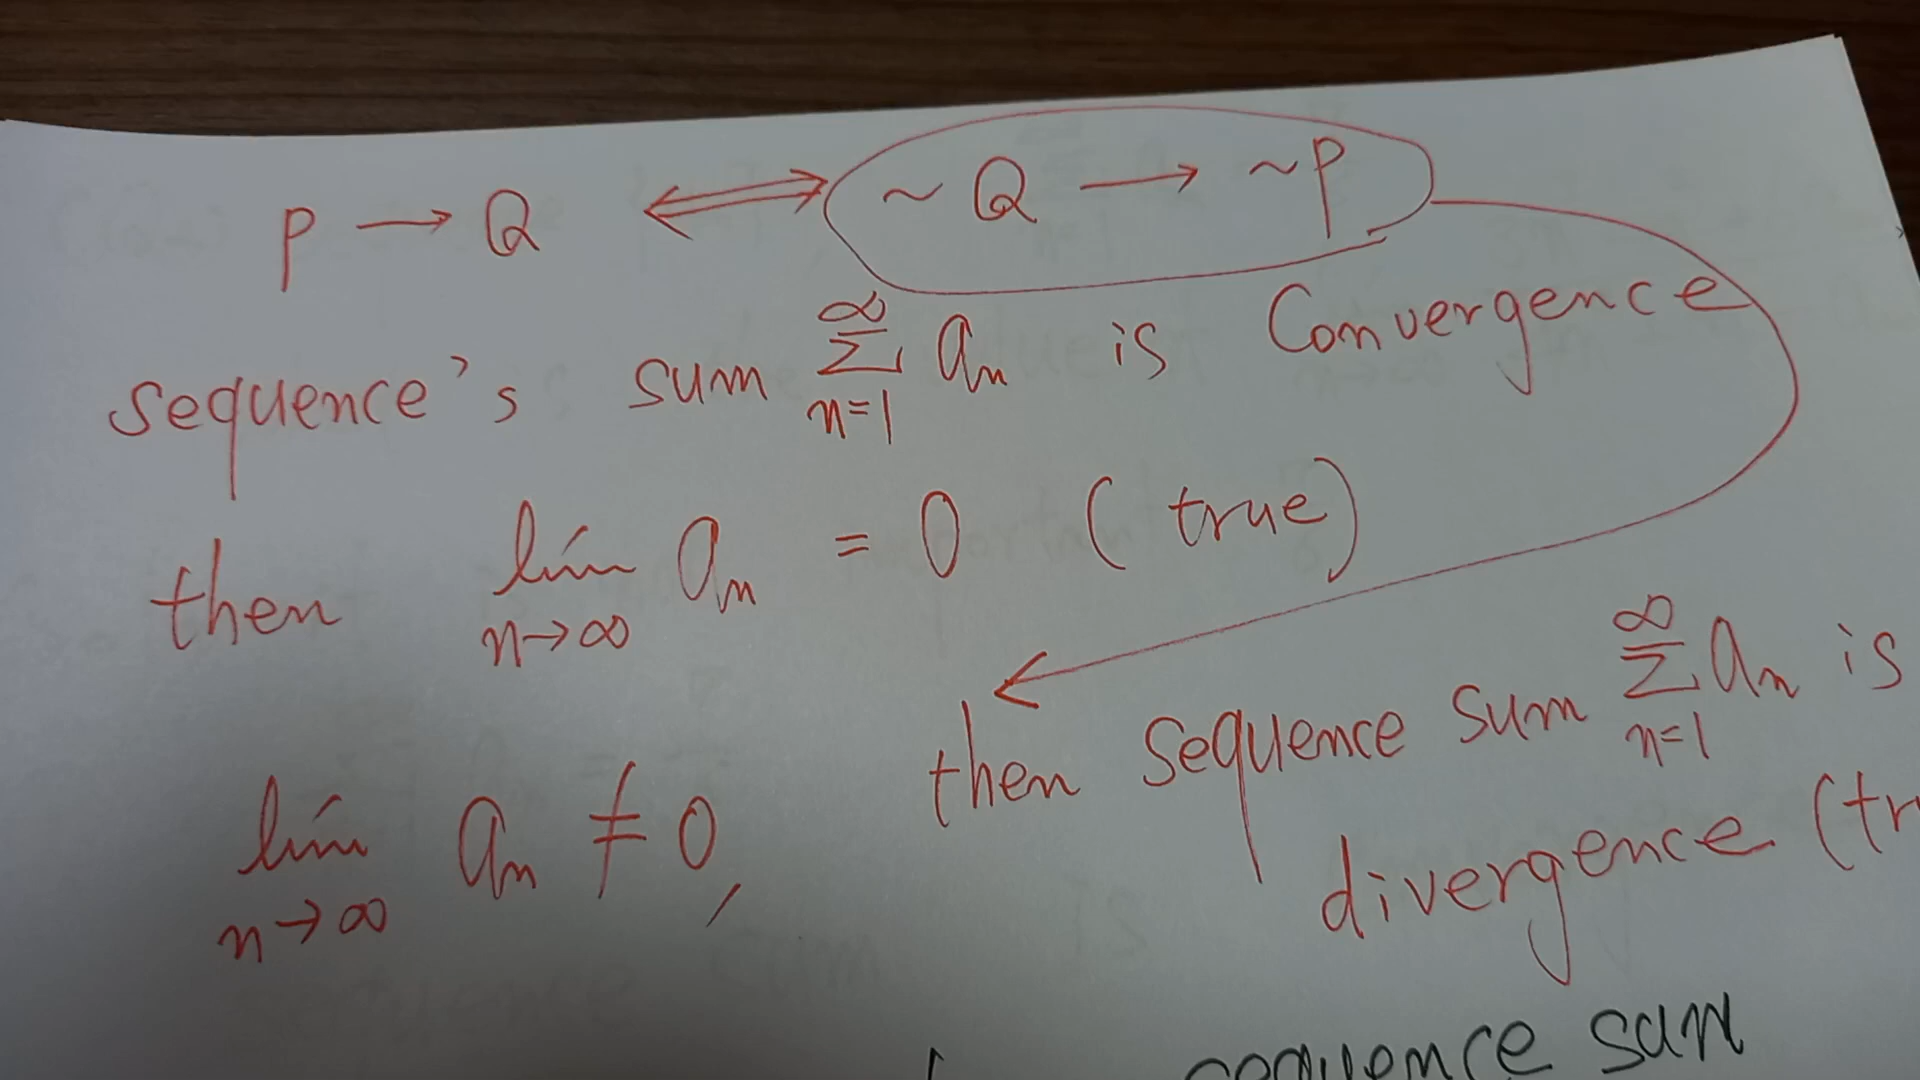 P → Q ⟺ ~Q → ~P
sequence's sum ∑_{n=1}^{∞} a_n is Convergence
then lim_{n→∞} a_n = 0 (true)
lim_{n→∞} a_n ≠ 0, then sequence sum ∑_{n=1}^{∞} a_n is
divergence (tr
sequence sum